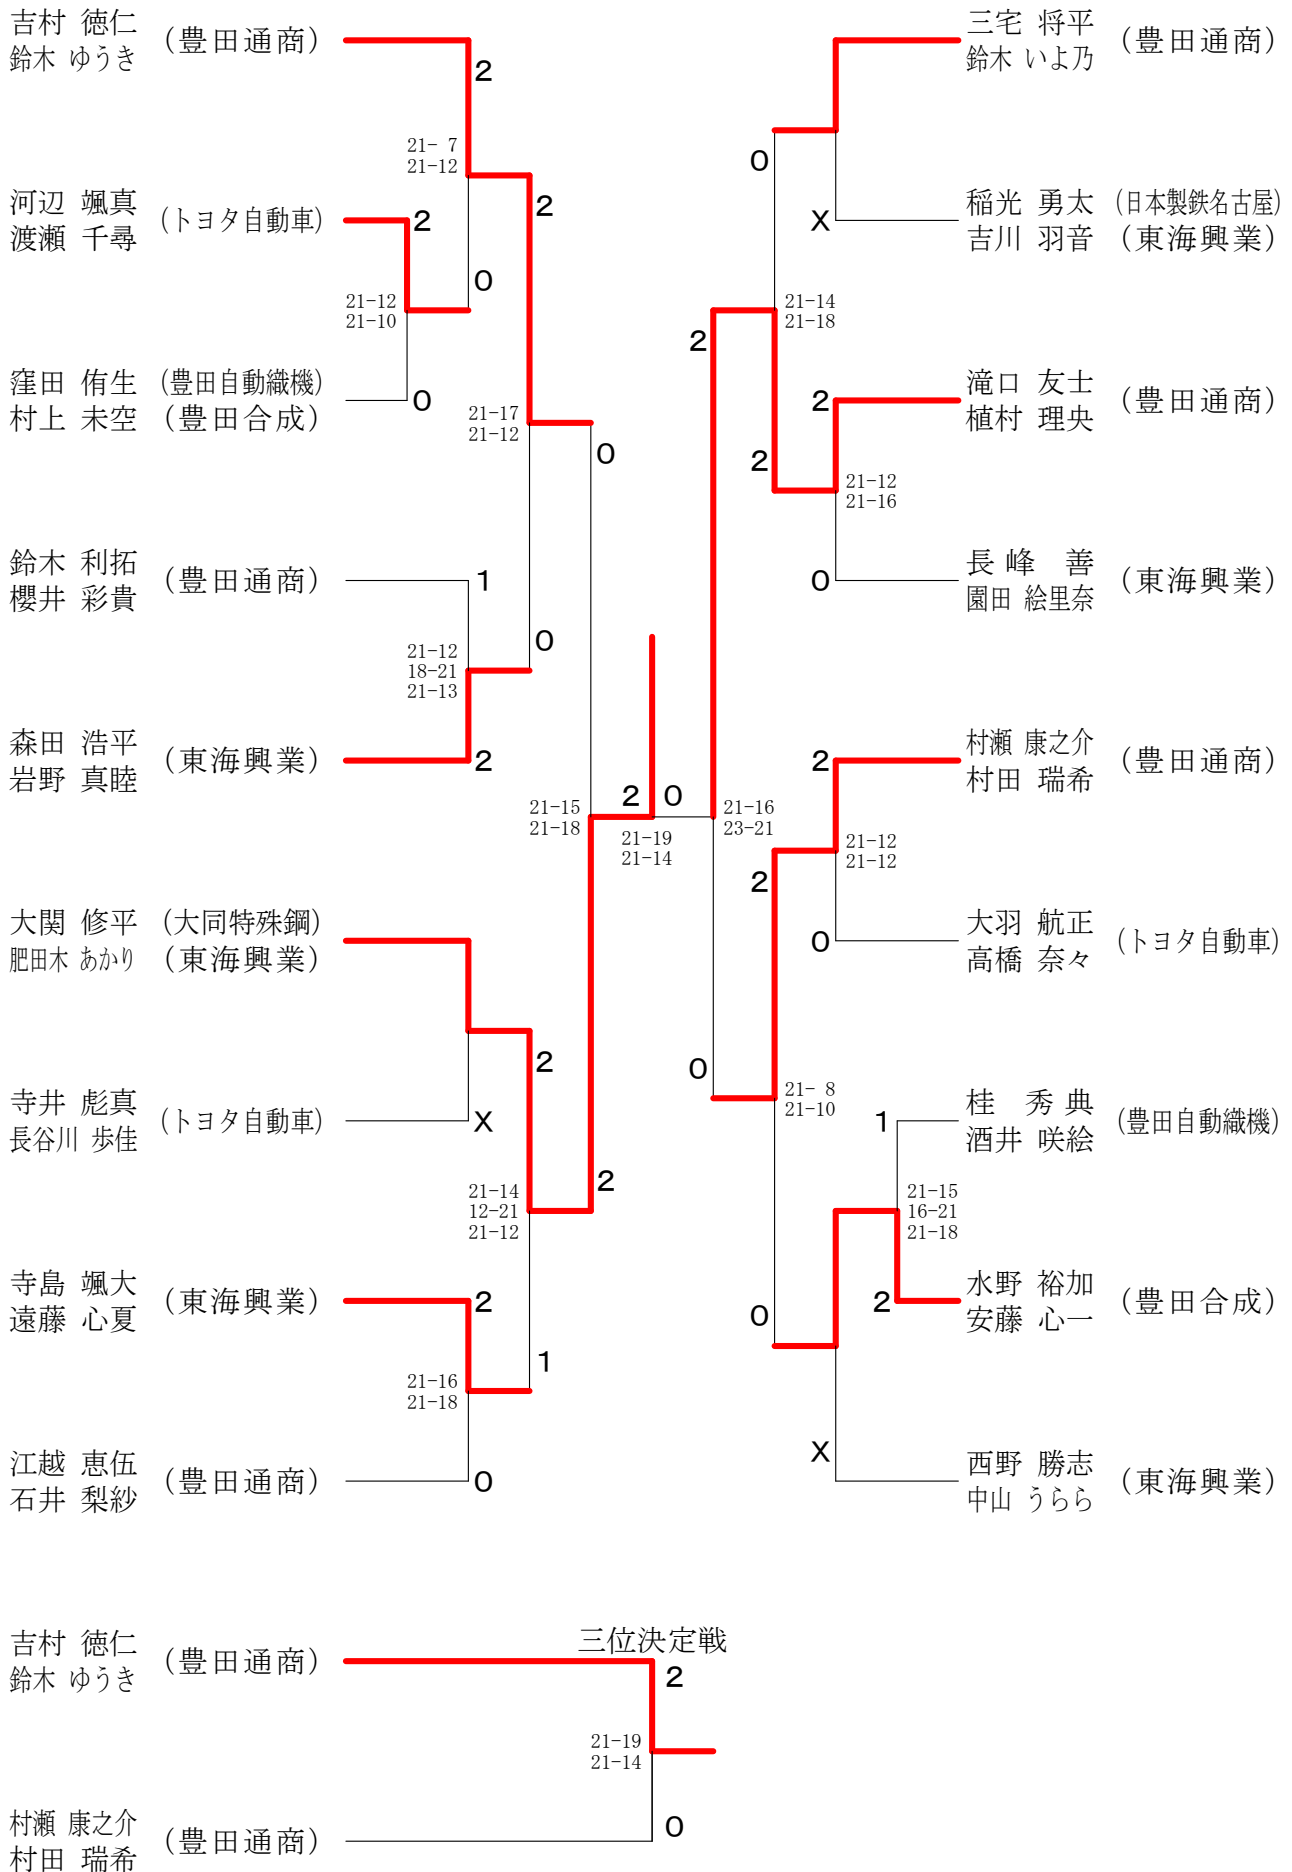 吉村 徳仁
鈴木 ゆうき
(豊田通商)
2
21- 7
21-12
河辺 颯真
渡瀬 千尋
(トヨタ自動車)
2
2
0
21-12
21-10
窪田 侑生 (豊田自動織機)
村上 未空 (豊田合成)
0
21-17
21-12
0
鈴木 利拓
櫻井 彩貴
(豊田通商)
1
0
21-12
18-21
21-13
森田 浩平
岩野 真睦
(東海興業)
2
21-15
21-18
2
0
21-19
21-14
大関 修平 (大同特殊鋼)
肥田木 あかり (東海興業)
2
寺井 彪真
長谷川 歩佳
(トヨタ自動車)
X
21-14
12-21
21-12
2
寺島 颯大
遠藤 心夏
(東海興業)
2
1
21-16
21-18
江越 恵伍
石井 梨紗
(豊田通商)
0
三宅 将平
鈴木 いよ乃
(豊田通商)
0
稲光 勇太 (日本製鉄名古屋)
吉川 羽音 (東海興業)
X
21-14
21-18
2
滝口 友士
植村 理央
(豊田通商)
2
2
21-12
21-16
長峰 善
園田 絵里奈
(東海興業)
0
村瀬 康之介
村田 瑞希
(豊田通商)
2
21-16
23-21
21-12
21-12
2
大羽 航正
高橋 奈々
(トヨタ自動車)
0
0
21- 8
21-10
桂 秀典
酒井 咲絵
(豊田自動織機)
1
21-15
16-21
21-18
水野 裕加
安藤 心一
(豊田合成)
2
0
西野 勝志
中山 うらら
(東海興業)
X
三位決定戦
吉村 徳仁
鈴木 ゆうき
(豊田通商)
2
21-19
21-14
村瀬 康之介
村田 瑞希
(豊田通商)
0